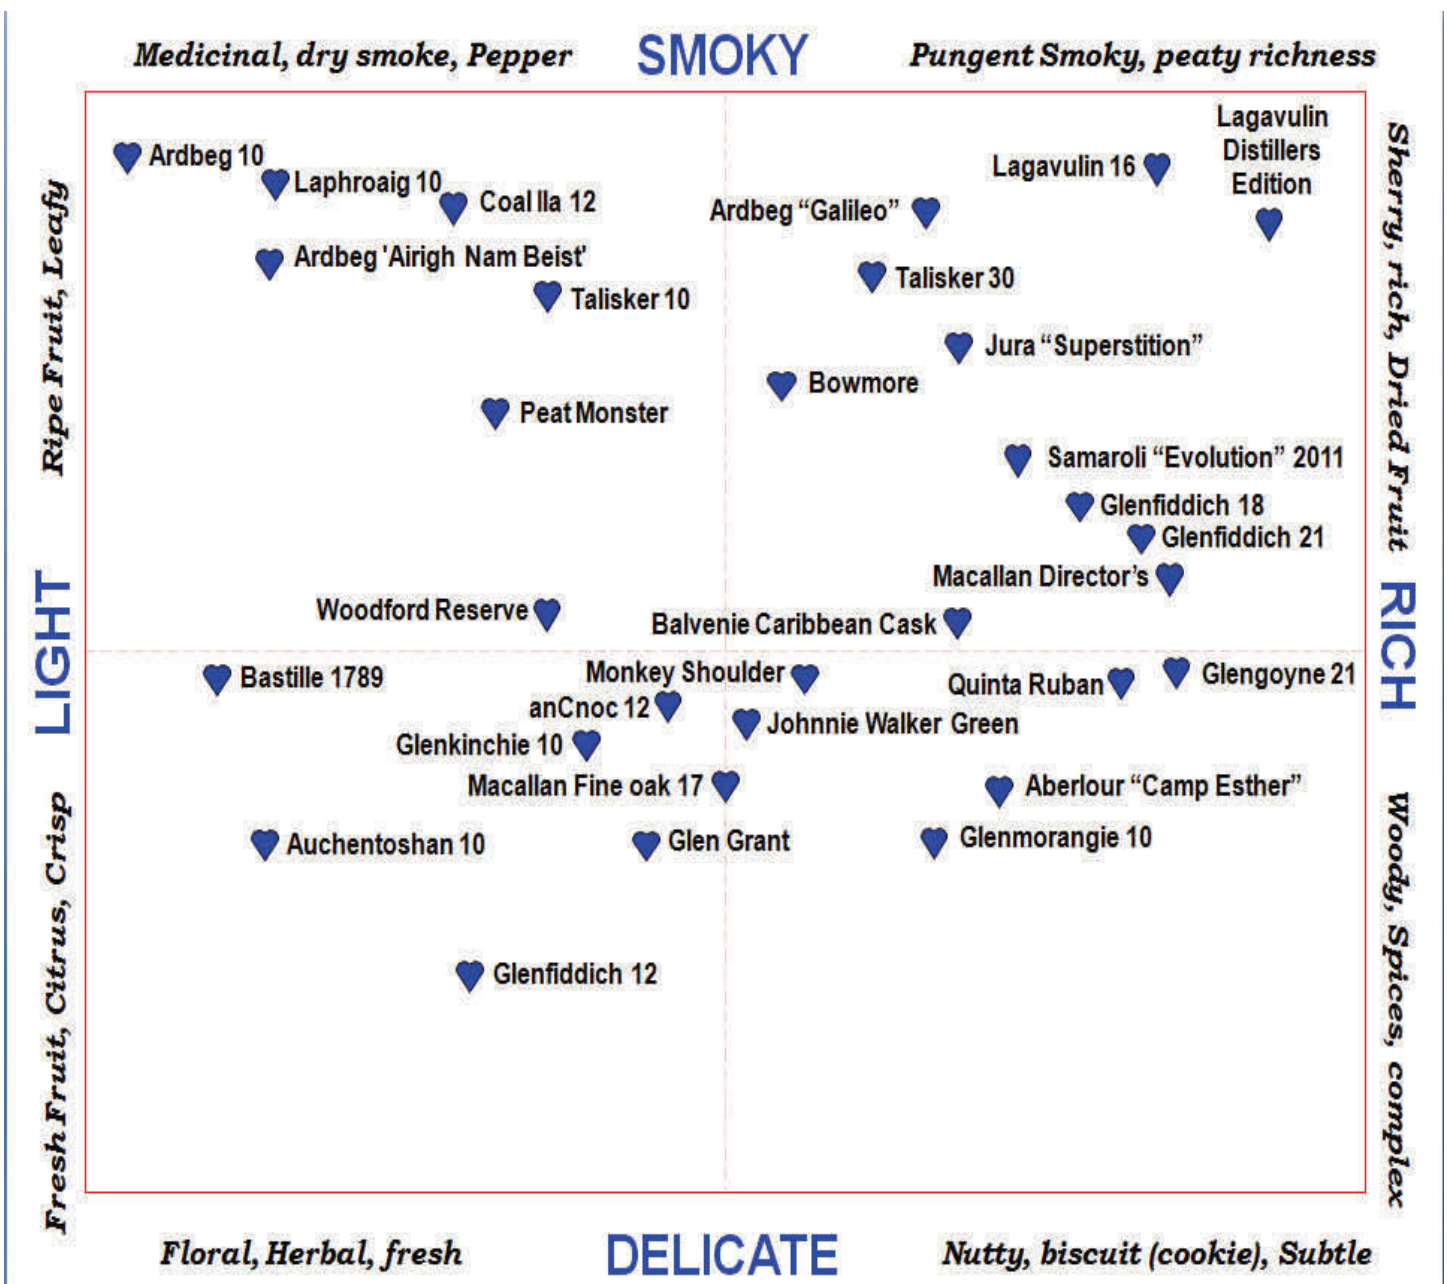 Medicinal, dry smoke, Pepper
SMOKY
Pungent Smoky, peaty richness
Ripe Fruit, Leafy
LIGHT
Fresh Fruit, Citrus, Crisp
Ardbeg 10
Laphroaig 10
Coal Ila 12
Ardbeg 'Airigh Nam Beist'
Talisker 10
Peat Monster
Woodford Reserve
Lagavulin
Distillers
Edition
Lagavulin 16
Ardbeg “Galileo”
Talisker 30
Jura “Superstition”
Bowmore
Samaroli “Evolution” 2011
Glenfiddich 18
Glenfiddich 21
Macallan Director’s
Balvenie Caribbean Cask
Bastille 1789
Monkey Shoulder
anCnoc 12
Glenkinchie 10
Macallan Fine oak 17
Auchentoshan 10
Glen Grant
Glenfiddich 12
Quinta Ruban
Glengoyne 21
Johnnie Walker Green
Aberlour “Camp Esther”
Glenmorangie 10
Sherry, rich, Dried Fruit
RICH
Woody, Spices, complex
Floral, Herbal, fresh
DELICATE
Nutty, biscuit (cookie), Subtle